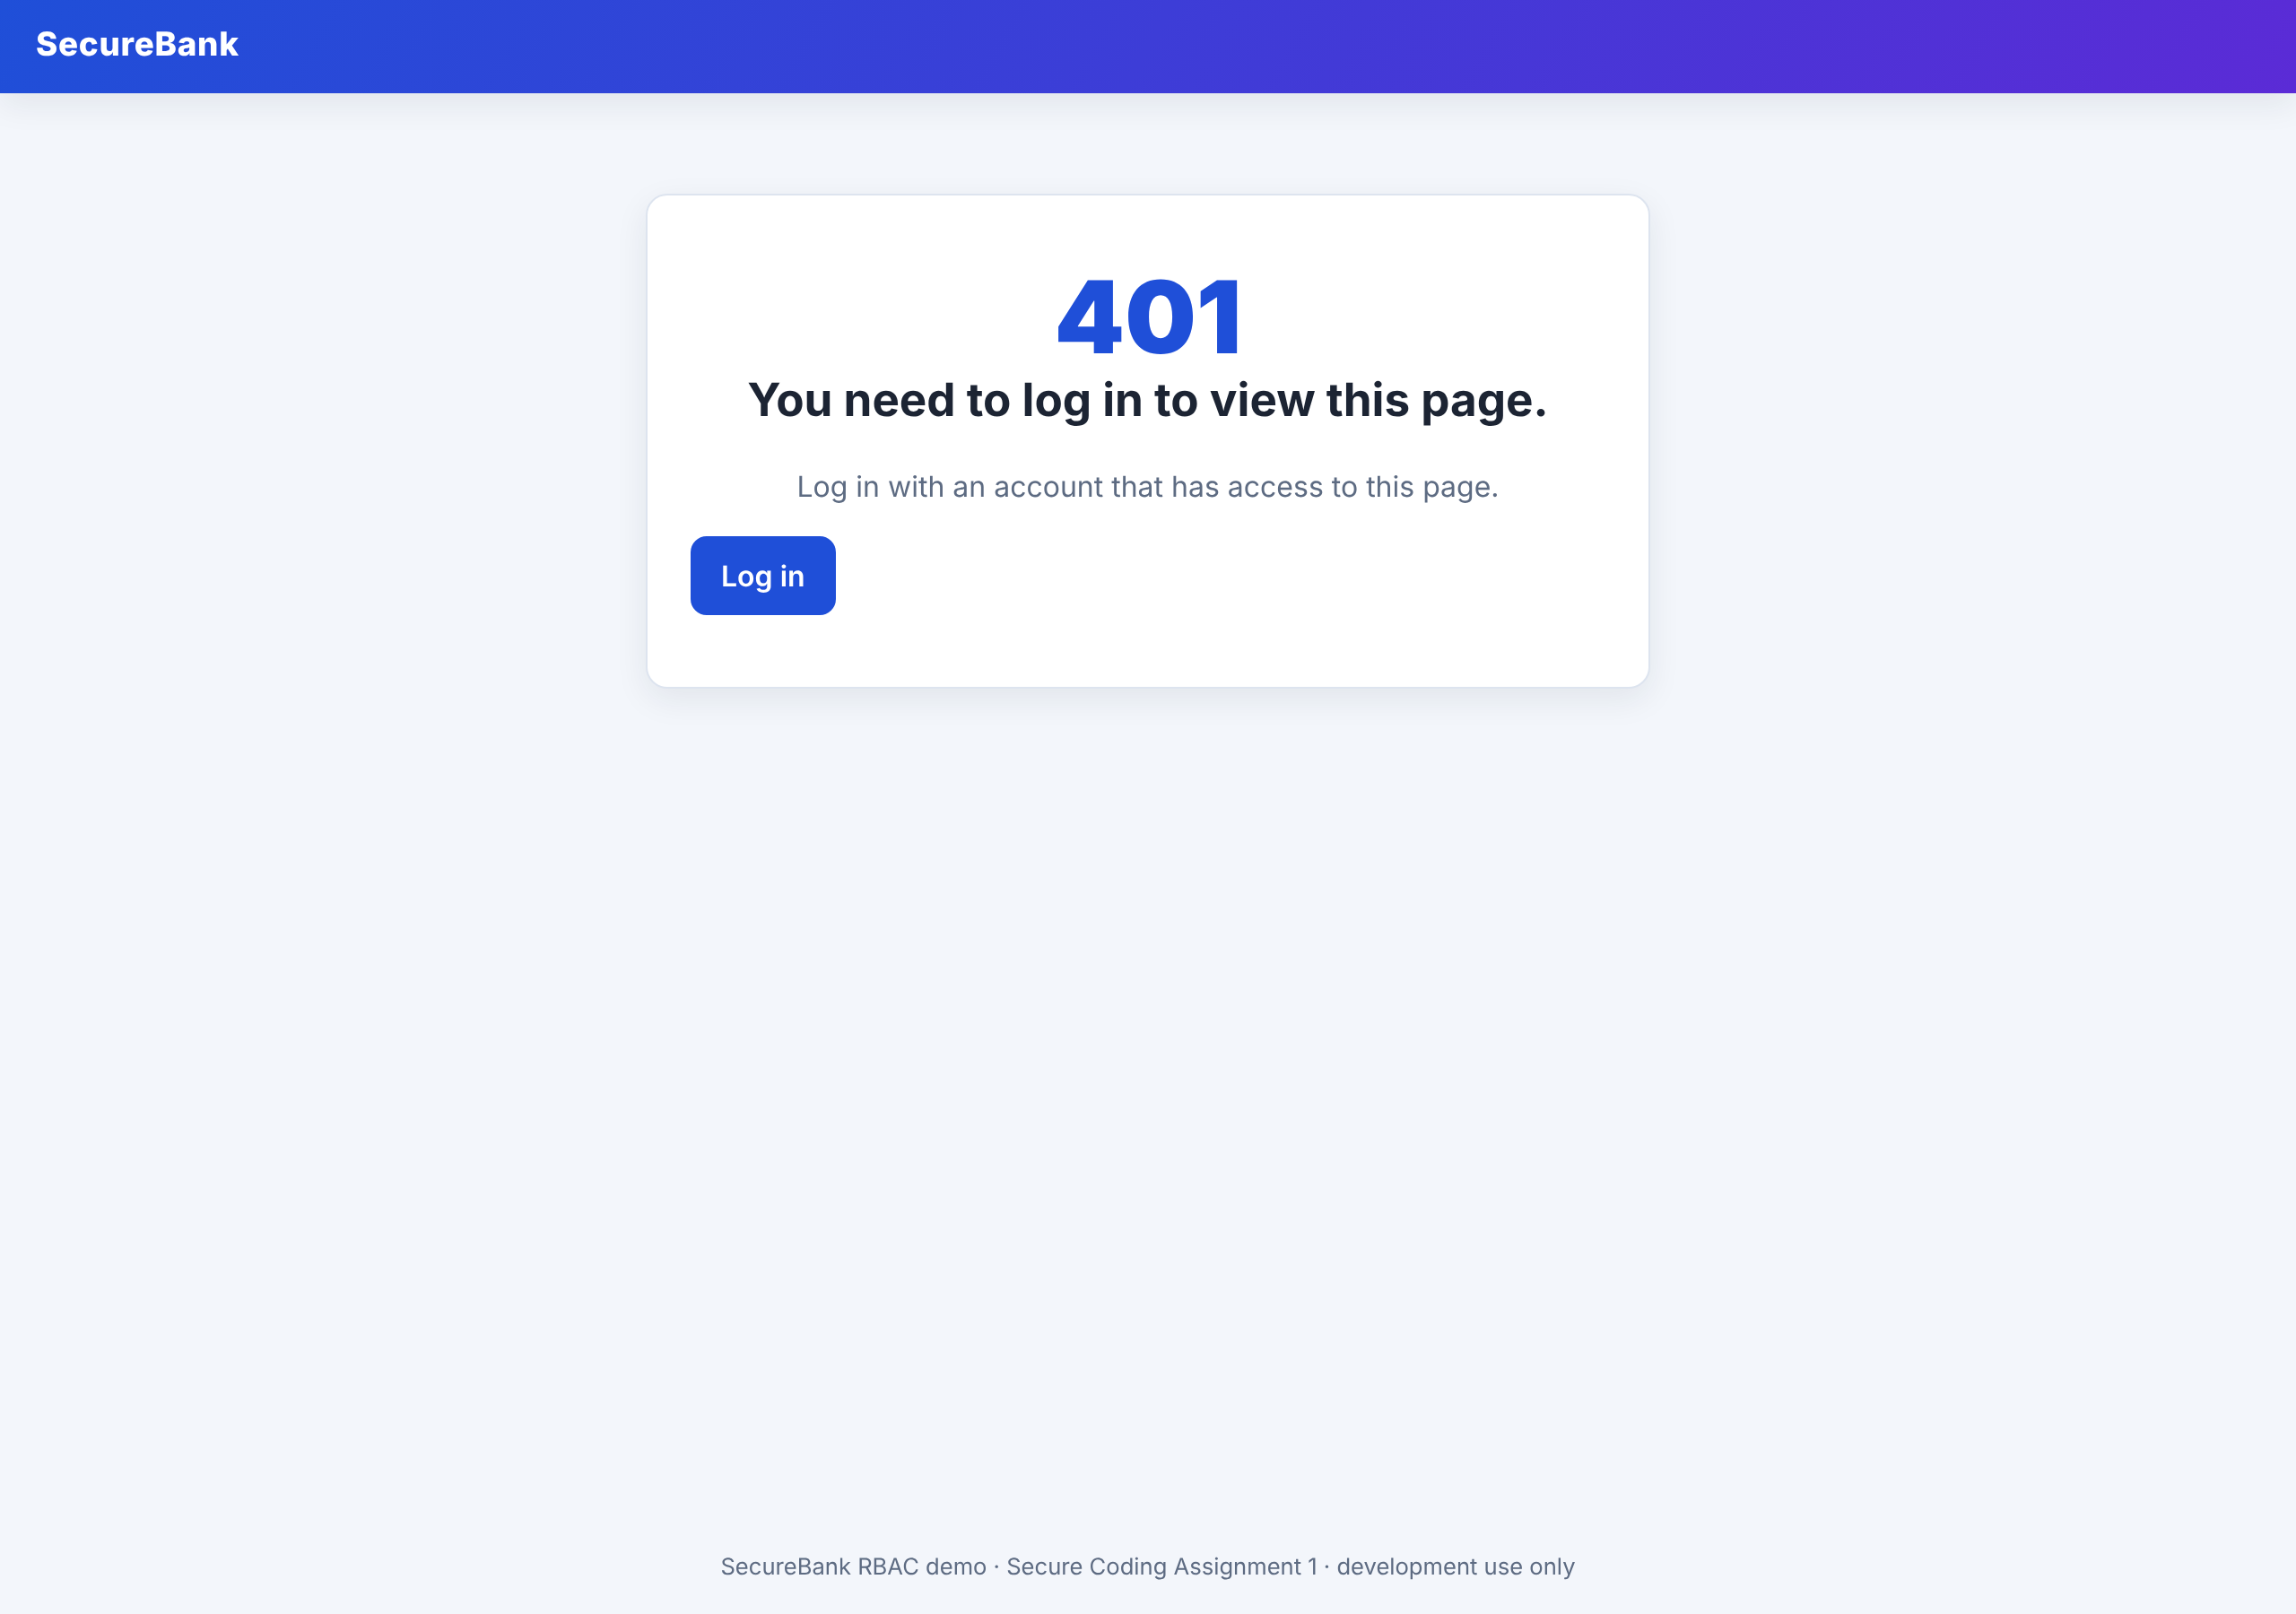 SecureBank
401
You need to log in to view this page.
Log in with an account that has access to this page.
Log in
SecureBank RBAC demo · Secure Coding Assignment 1 · development use only